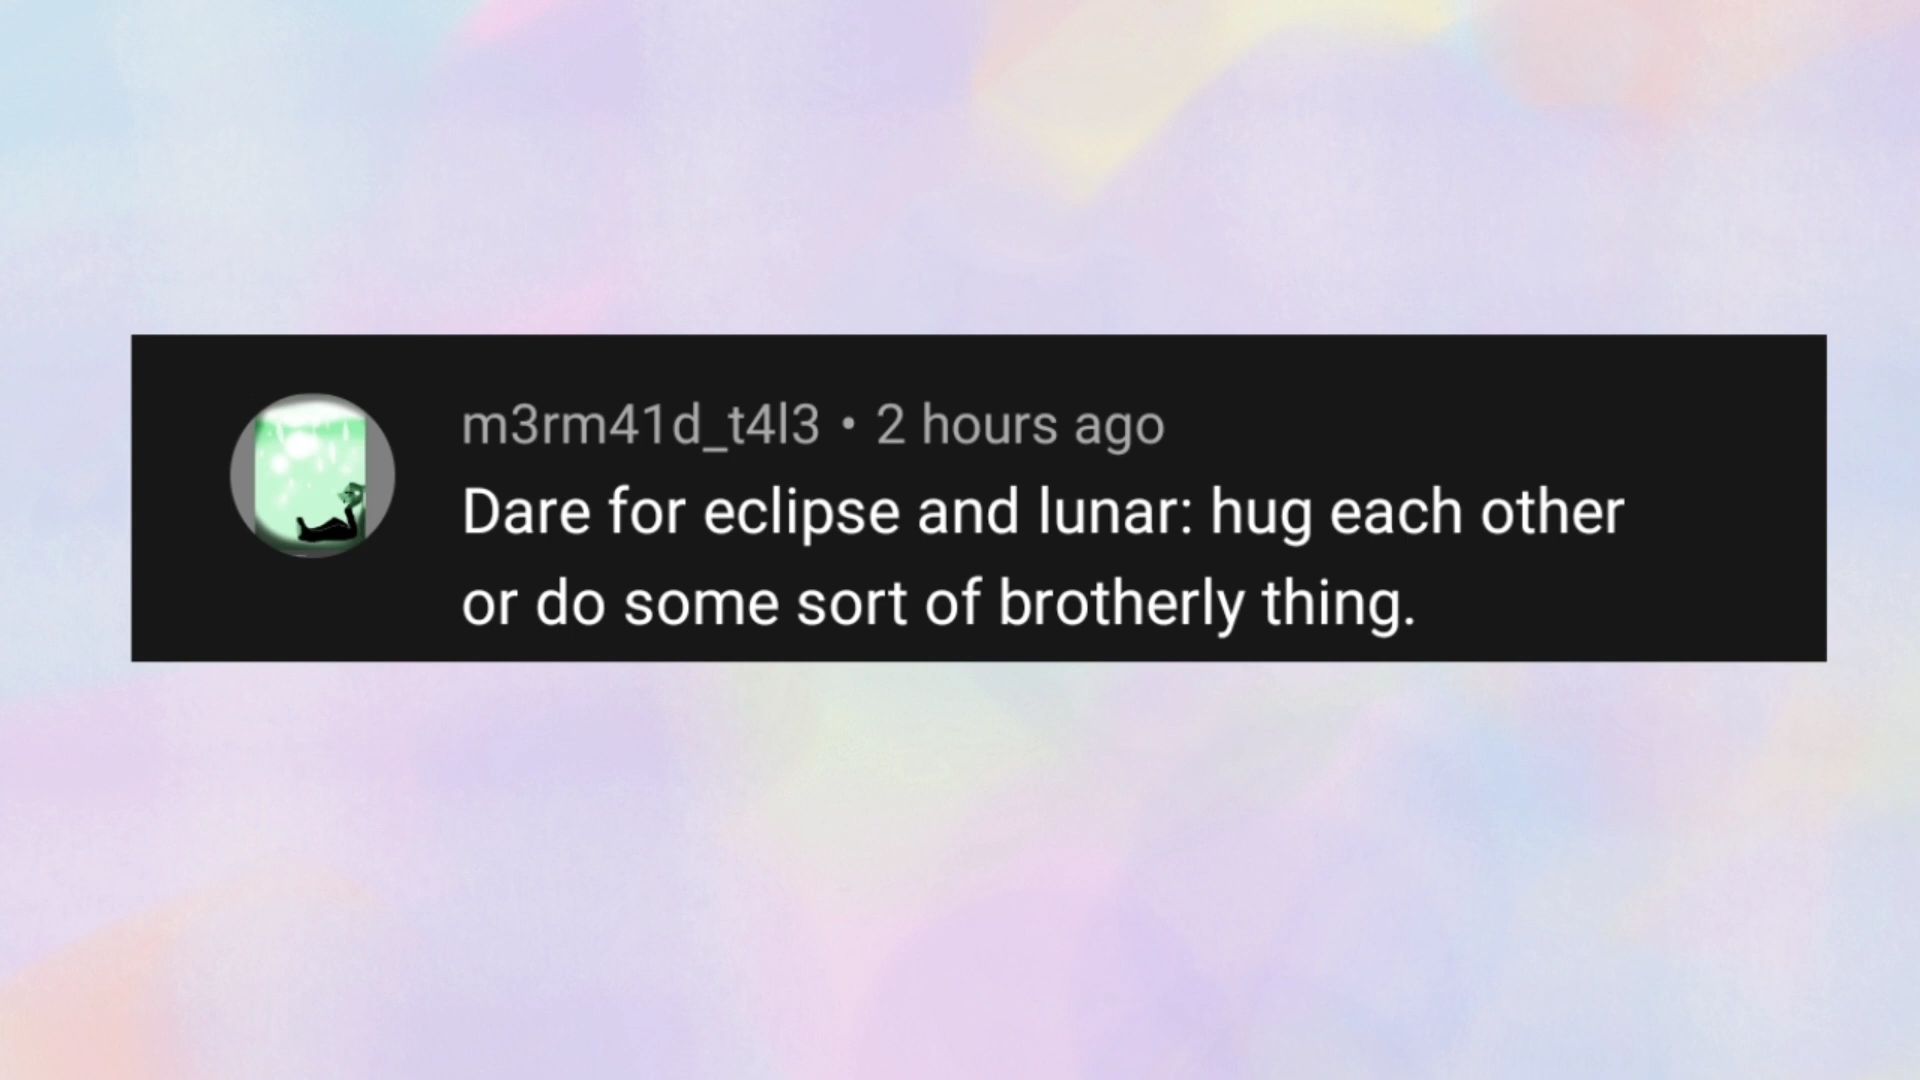 m3rm41d_t4l3 • 2 hours ago
Dare for eclipse and lunar: hug each other
or do some sort of brotherly thing.